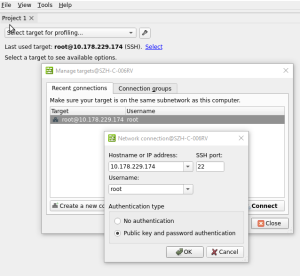 File View Tools Help
Project 1
Select target for profiling...
Last used target: root@10.178.229.174 (SSH). Select
Select a target to see available options.
Manage targets@SZH-C-006RV
Recent connections Connection groups
Make sure your target is on the same subnetwork as this computer.
Target Username
root@10.178.229.174 root
Network connection@SZH-C-006RV
Hostname or IP address: SSH port:
10.178.229.174 22
Username:
root
Authentication type
No authentication
Public key and password authentication
OK Cancel
Create a new co Connect
Close